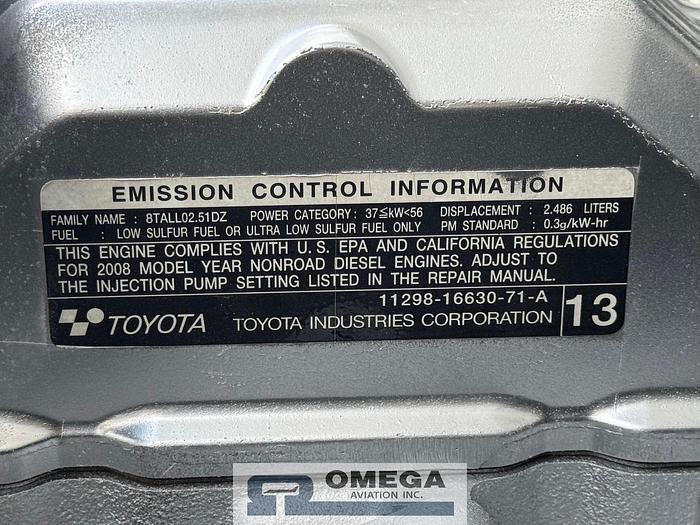 EMISSION CONTROL INFORMATION
FAMILY NAME : 8TALL02.51DZ POWER CATEGORY: 37≦kW<56 DISPLACEMENT : 2.486 LITERS
FUEL : LOW SULFUR FUEL OR ULTRA LOW SULFUR FUEL ONLY PM STANDARD : 0.3g/kW-hr
THIS ENGINE COMPLIES WITH U.S. EPA AND CALIFORNIA REGULATIONS
FOR 2008 MODEL YEAR NONROAD DIESEL ENGINES. ADJUST TO
THE INJECTION PUMP SETTING LISTED IN THE REPAIR MANUAL.
11298-16630-71-A
TOYOTA TOYOTA INDUSTRIES CORPORATION 13
OMEGA
AVIATION INC.